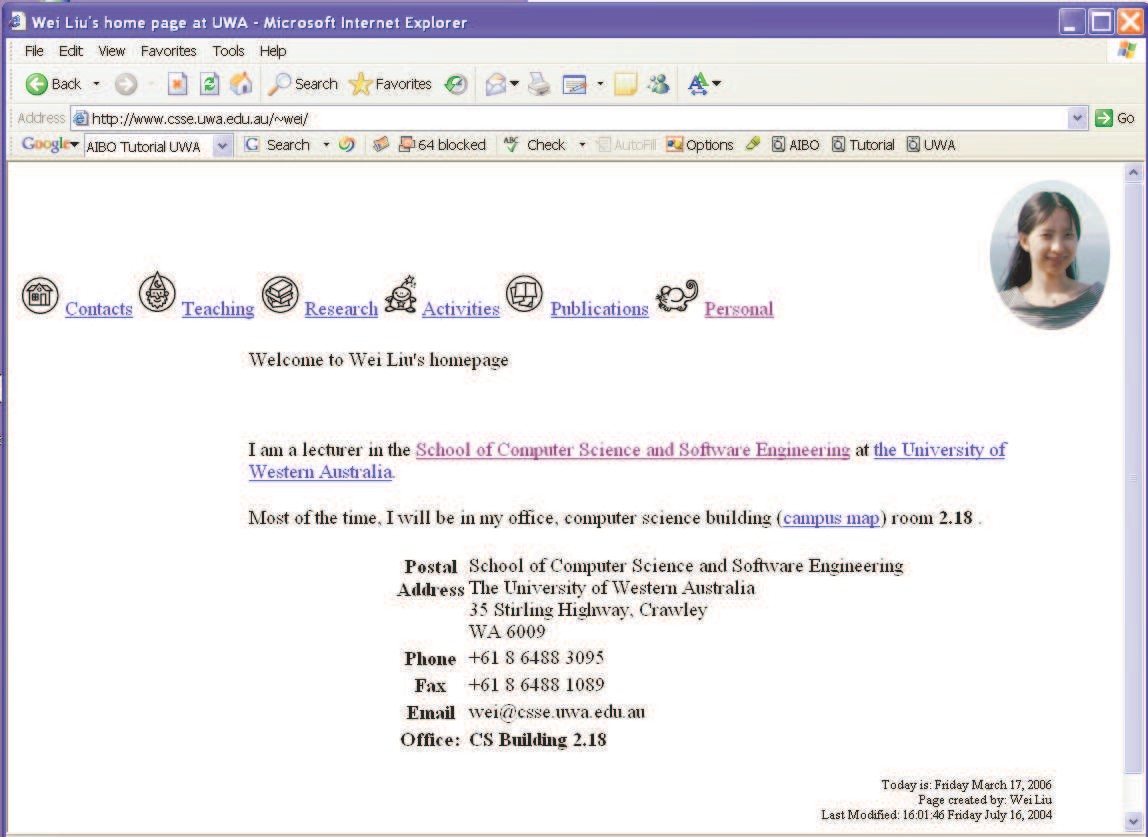 Wei Liu's home page at UWA - Microsoft Internet Explorer
File Edit View Favorites Tools Help
Back Search Favorites
Address http://www.csse.uwa.edu.au/~wei/ Go
Google AIBO Tutorial UWA G Search 64 blocked ABC Check AutoFill Options AIBO Tutorial UWA
Contacts Teaching Research Activities Publications Personal
Welcome to Wei Liu's homepage
I am a lecturer in the School of Computer Science and Software Engineering at the University of
Western Australia.
Most of the time, I will be in my office, computer science building (campus map) room 2.18 .
Postal School of Computer Science and Software Engineering
Address The University of Western Australia
35 Stirling Highway, Crawley
WA 6009
Phone +61 8 6488 3095
Fax +61 8 6488 1089
Email wei@csse.uwa.edu.au
Office: CS Building 2.18
Today is: Friday March 17, 2006
Page created by: Wei Liu
Last Modified: 16:01:46 Friday July 16, 2004